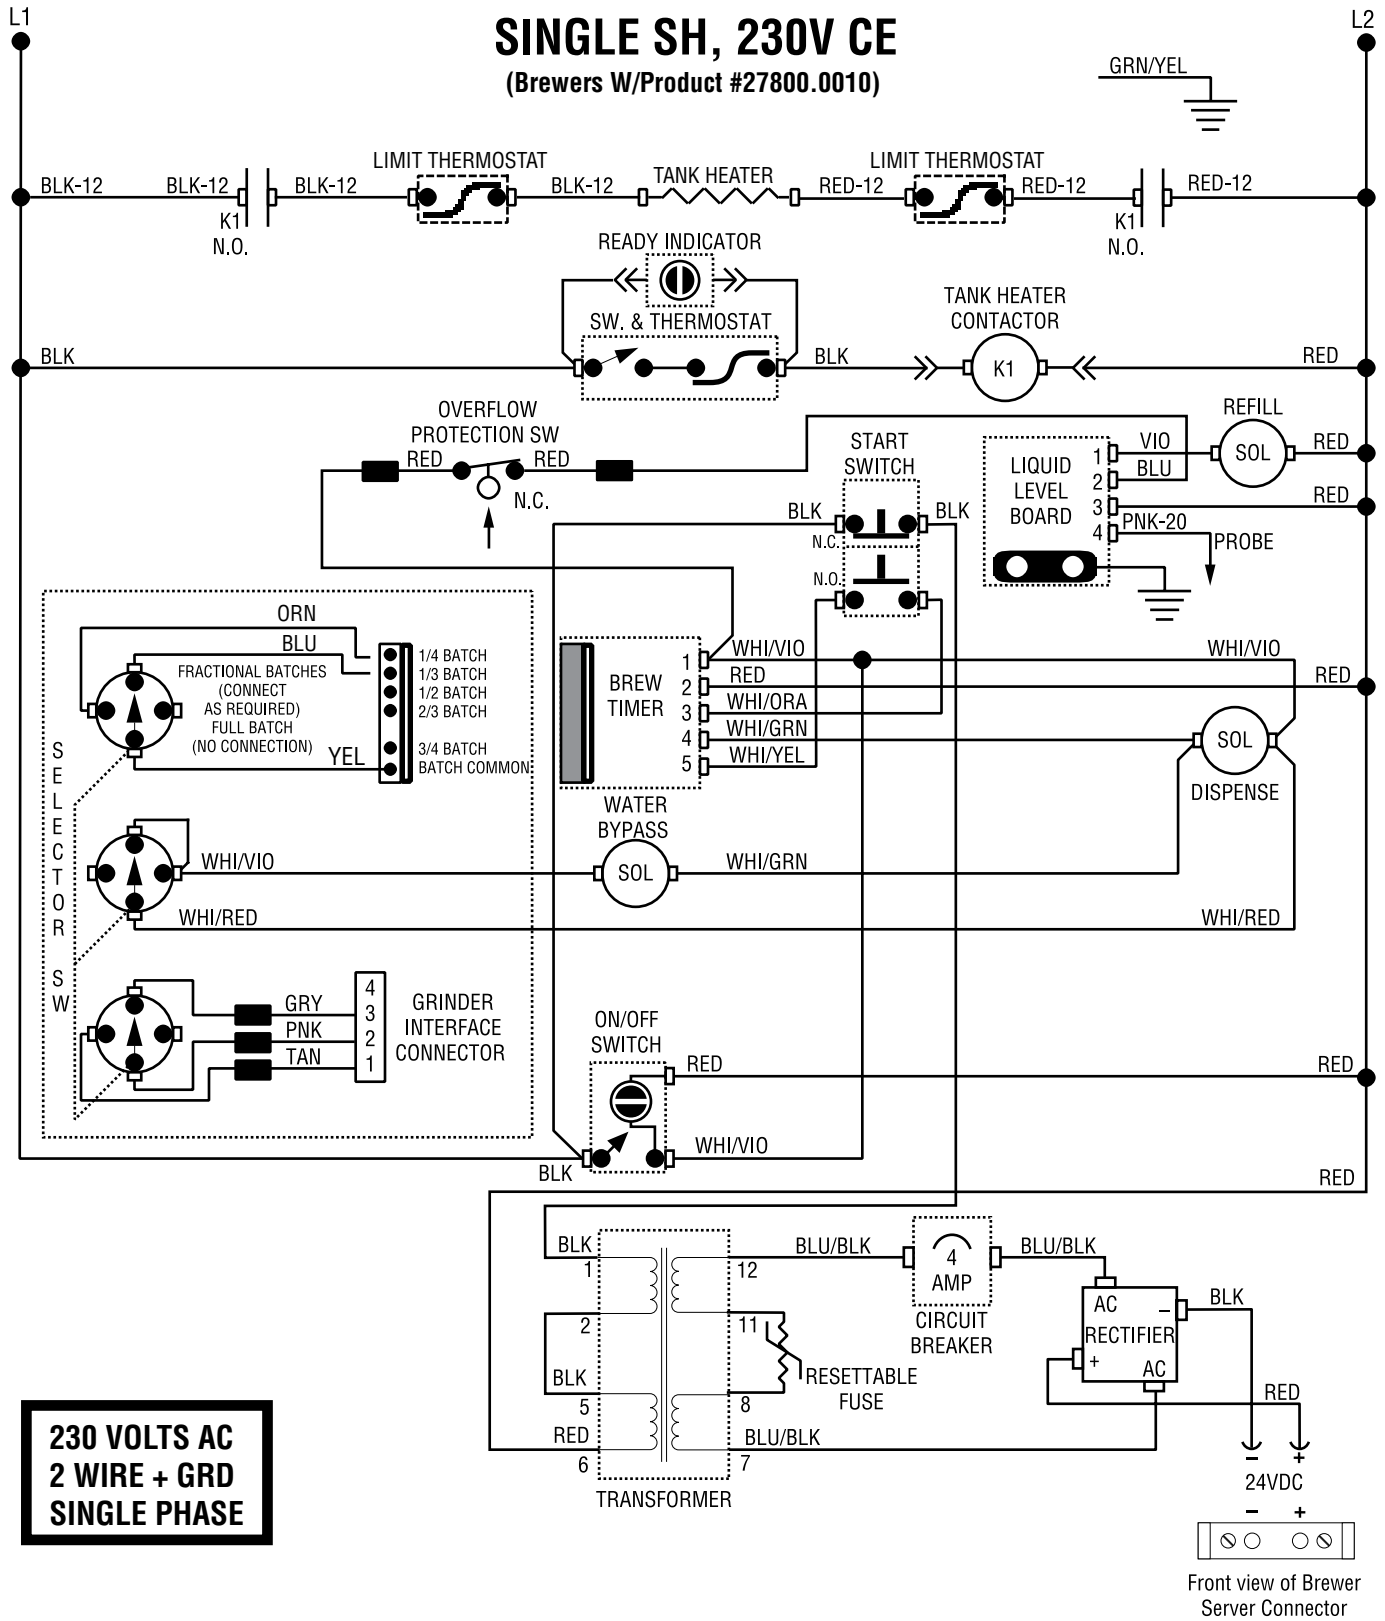 L1
L2
SINGLE SH, 230V CE
(Brewers W/Product #27800.0010)
GRN/YEL
LIMIT THERMOSTAT
TANK HEATER
LIMIT THERMOSTAT
BLK-12
BLK-12
BLK-12
BLK-12
RED-12
RED-12
RED-12
K1
N.O.
K1
N.O.
READY INDICATOR
SW. & THERMOSTAT
TANK HEATER
CONTACTOR
BLK
BLK
K1
RED
OVERFLOW
PROTECTION SW
RED
RED
N.C.
START
SWITCH
BLK
BLK
N.C.
N.O.
LIQUID
LEVEL
BOARD
1
2
3
4
VIO
BLU
PNK-20
PROBE
REFILL
SOL
RED
RED
ORN
BLU
FRACTIONAL BATCHES
(CONNECT
AS REQUIRED)
FULL BATCH
(NO CONNECTION)
YEL
1/4 BATCH
1/3 BATCH
1/2 BATCH
2/3 BATCH
3/4 BATCH
BATCH COMMON
SELECTOR SW
BREW
TIMER
1
2
3
4
5
WHI/VIO
RED
WHI/ORA
WHI/GRN
WHI/YEL
WHI/VIO
RED
SOL
DISPENSE
WATER
BYPASS
SOL
WHI/VIO
WHI/GRN
WHI/RED
WHI/RED
GRY
PNK
TAN
4
3
2
1
GRINDER
INTERFACE
CONNECTOR
ON/OFF
SWITCH
RED
RED
WHI/VIO
BLK
RED
BLK
1
2
BLK
5
RED
6
12
11
8
7
TRANSFORMER
BLU/BLK
4
AMP
CIRCUIT
BREAKER
BLU/BLK
RESETTABLE
FUSE
BLU/BLK
AC
–
RECTIFIER
+
AC
BLK
RED
– +
24VDC
– +
Front view of Brewer
Server Connector
230 VOLTS AC
2 WIRE + GRD
SINGLE PHASE